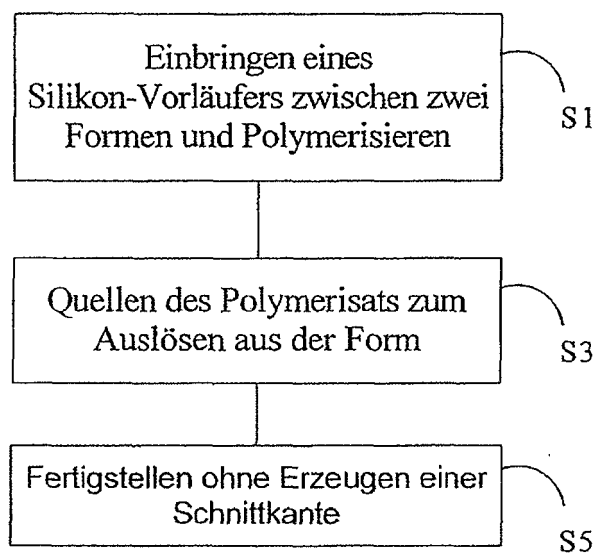 Einbringen eines
Silikon-Vorläufers zwischen zwei
Formen und Polymerisieren
S1
Quellen des Polymerisats zum
Auslösen aus der Form
S3
Fertigstellen ohne Erzeugen einer
Schnittkante
S5